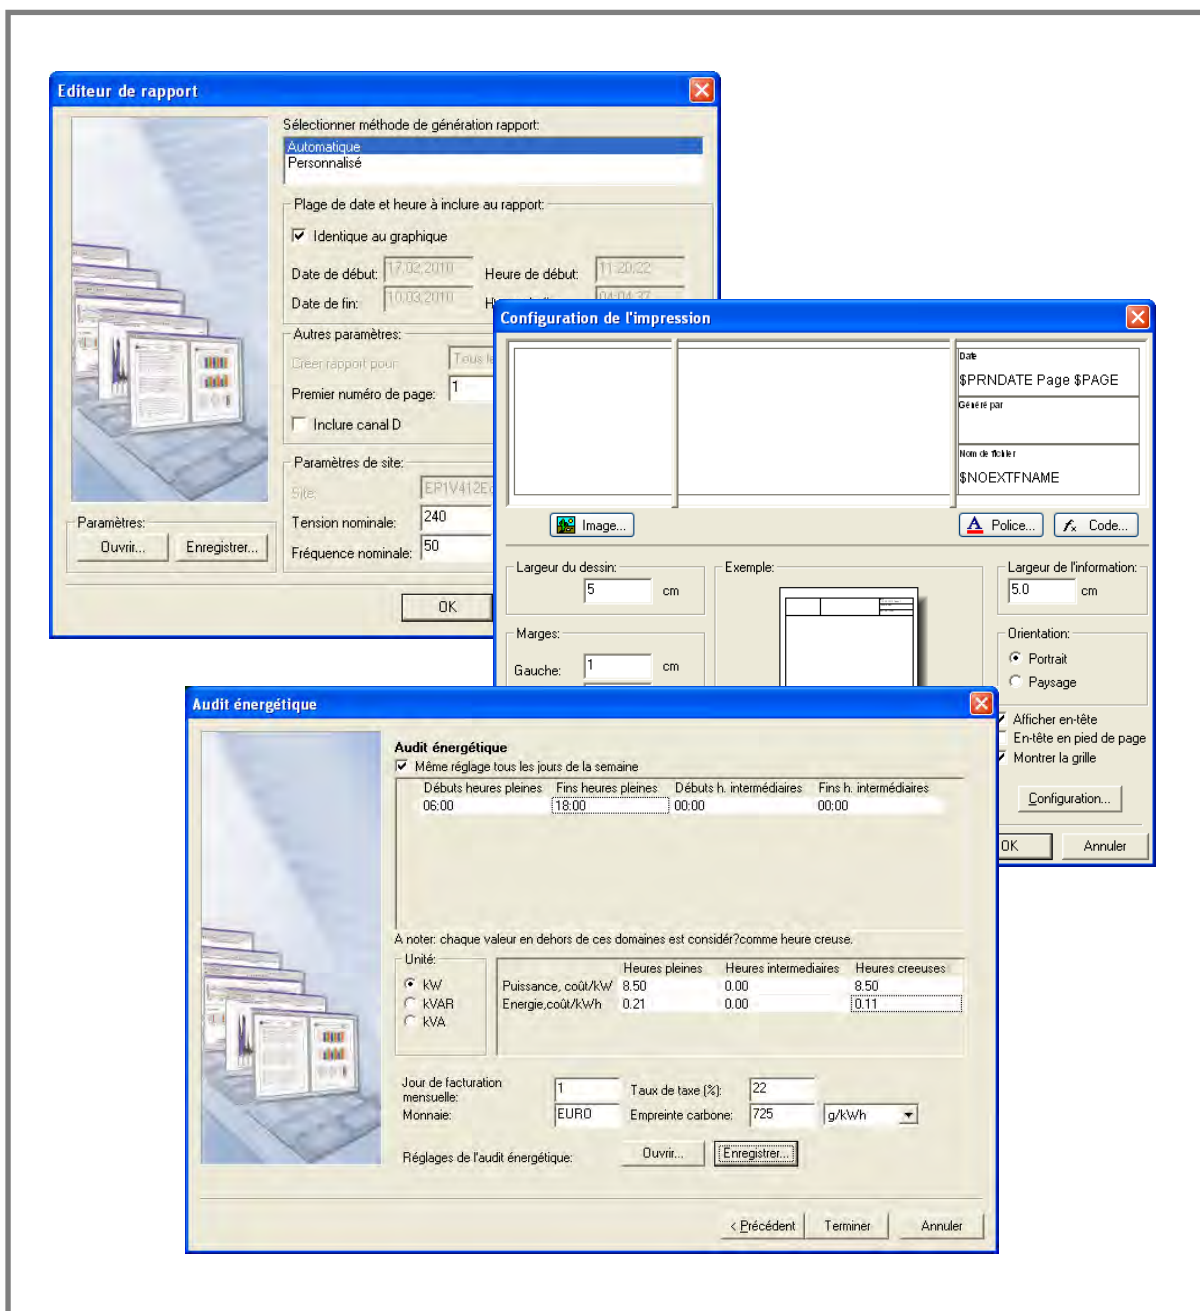 Editeur de rapport
Sélectionner méthode de génération rapport:
Automatique
Personnalisé
Plage de date et heure à inclure au rapport:
Identique au graphique
Date de début: 17.02.2010 Heure de début: 11:20:22
Date de fin: 10.03.2010 04:04:37
Autres paramètres:
Créer rapport pour: Tous
Premier numéro de page: 1
Inclure canal D
Paramètres de site:
Site:
Tension nominale: 240
Fréquence nominale: 50
Paramètres:
Ouvrir... Enregistrer...
OK
Configuration de l'impression
Date
$PRNDATE Page $PAGE
Généré par
Nom de fichier
$NOEXTFNAME
Image... Police... Code...
Largeur du dessin:
5 cm
Exemple:
Largeur de l'information:
5.0 cm
Marges:
Gauche: 1 cm
Orientation:
Portrait
Paysage
Afficher en-tête
En-tête en pied de page
Montrer la grille
Configuration...
OK Annuler
Audit énergétique
Audit énergétique
Même réglage tous les jours de la semaine
Débuts heures pleines Fins heures pleines Débuts h. intermédiaires Fins h. intermédiaires
06:00 18:00 00:00 00:00
A noter: chaque valeur en dehors de ces domaines est considér?comme heure creuse.
Unité:
kW
kVAR
kVA
Heures pleines Heures intermediaires Heures creeuses
Puissance, coût/kW 8.50 0.00 8.50
Energie,coût/kWh 0.21 0.00 0.11
Jour de facturation mensuelle: 1 Taux de taxe (%): 22
Monnaie: EURO Empreinte carbone: 725 g/kWh
Réglages de l'audit énergétique: Ouvrir... Enregistrer...
< Précédent Terminer Annuler